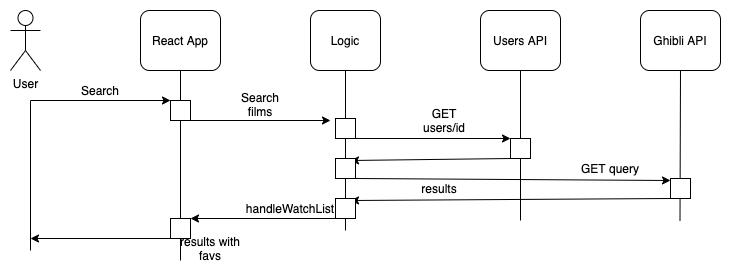 React App
Logic
Users API
Ghibli API
User
Search
Search
films
GET
users/id
GET query
results
handleWatchList
results with
favs